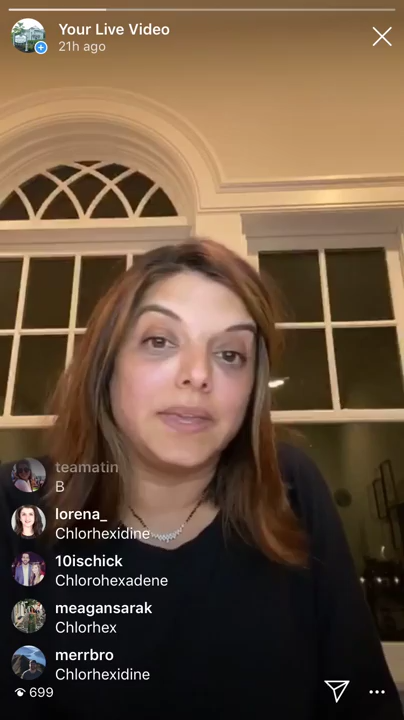 Your Live Video
21h ago
teamatin
B
lorena_
Chlorhexidine
10ischick
Chlorohexadene
meagansarak
Chlorhex
merrbro
Chlorhexidine
699